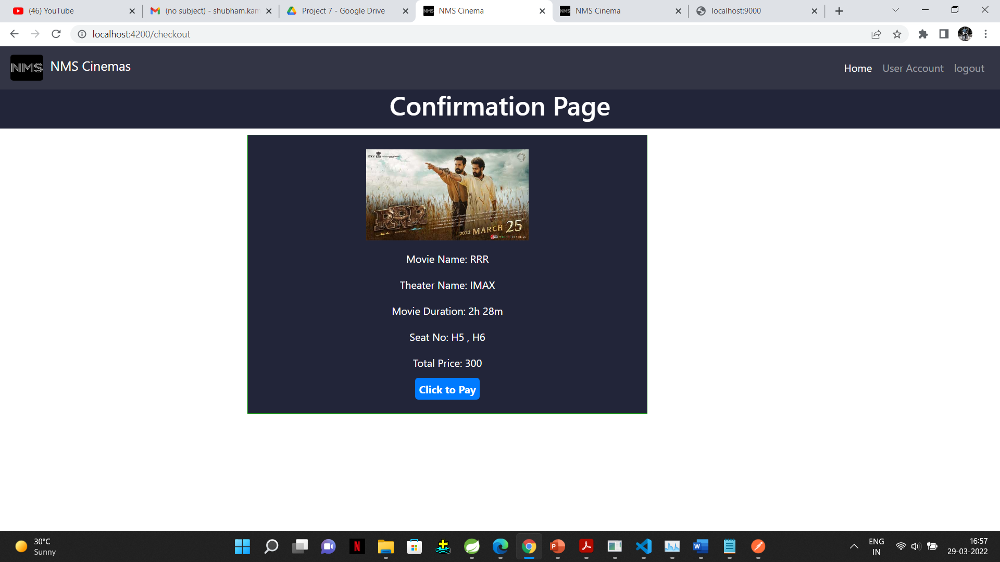 (46) YouTube
(no subject) - shubham.kam
Project 7 - Google Drive
NMS Cinema
NMS Cinema
localhost:9000
localhost:4200/checkout
NMS
NMS Cinemas
Home
User Account
logout
Confirmation Page
RRR
2022 MARCH 25TH
Movie Name: RRR
Theater Name: IMAX
Movie Duration: 2h 28m
Seat No: H5 , H6
Total Price: 300
Click to Pay
30°C
Sunny
ENG
IN
16:57
29-03-2022